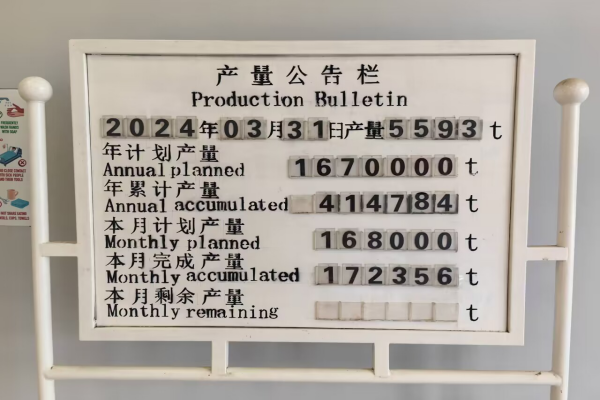 产量公告栏
Production Bulletin
2024年03月31日产量5593 t
年计划产量
Annual planned 1670000 t
年累计产量
Annual accumulated 414784 t
本月计划产量
Monthly planned 168000 t
本月完成产量
Monthly accumulated 172356 t
本月剩余产量
Monthly remaining t